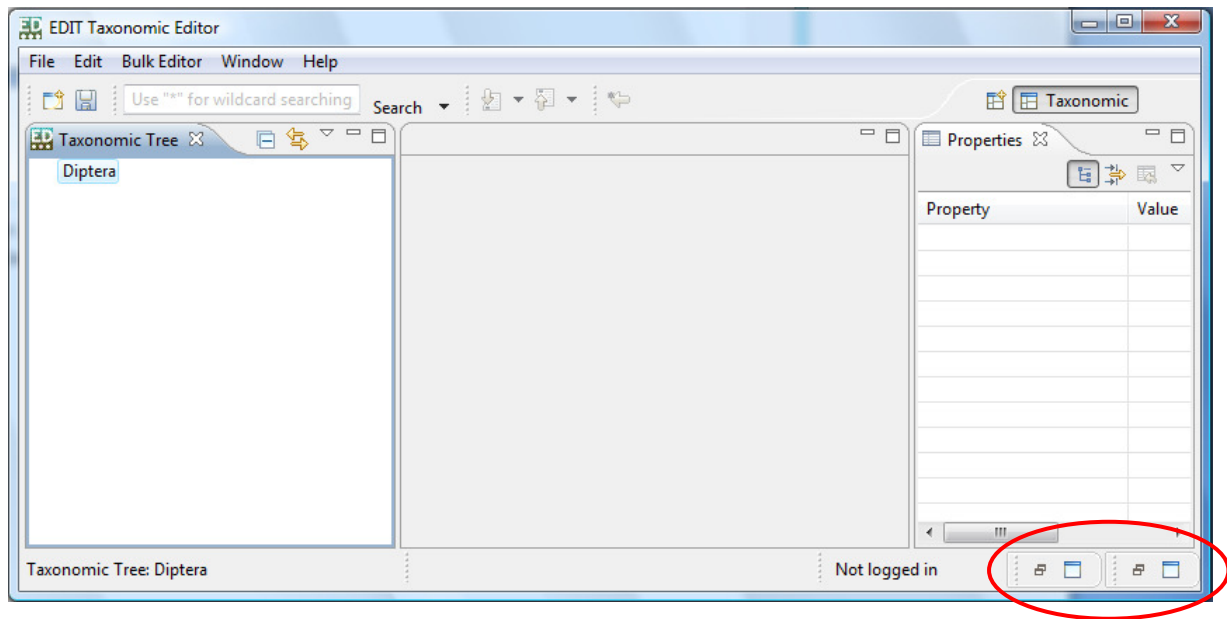 EDIT Taxonomic Editor
File Edit Bulk Editor Window Help
Use "*" for wildcard searching Search Taxonomic
Taxonomic Tree Properties
Diptera
Property Value
Taxonomic Tree: Diptera Not logged in